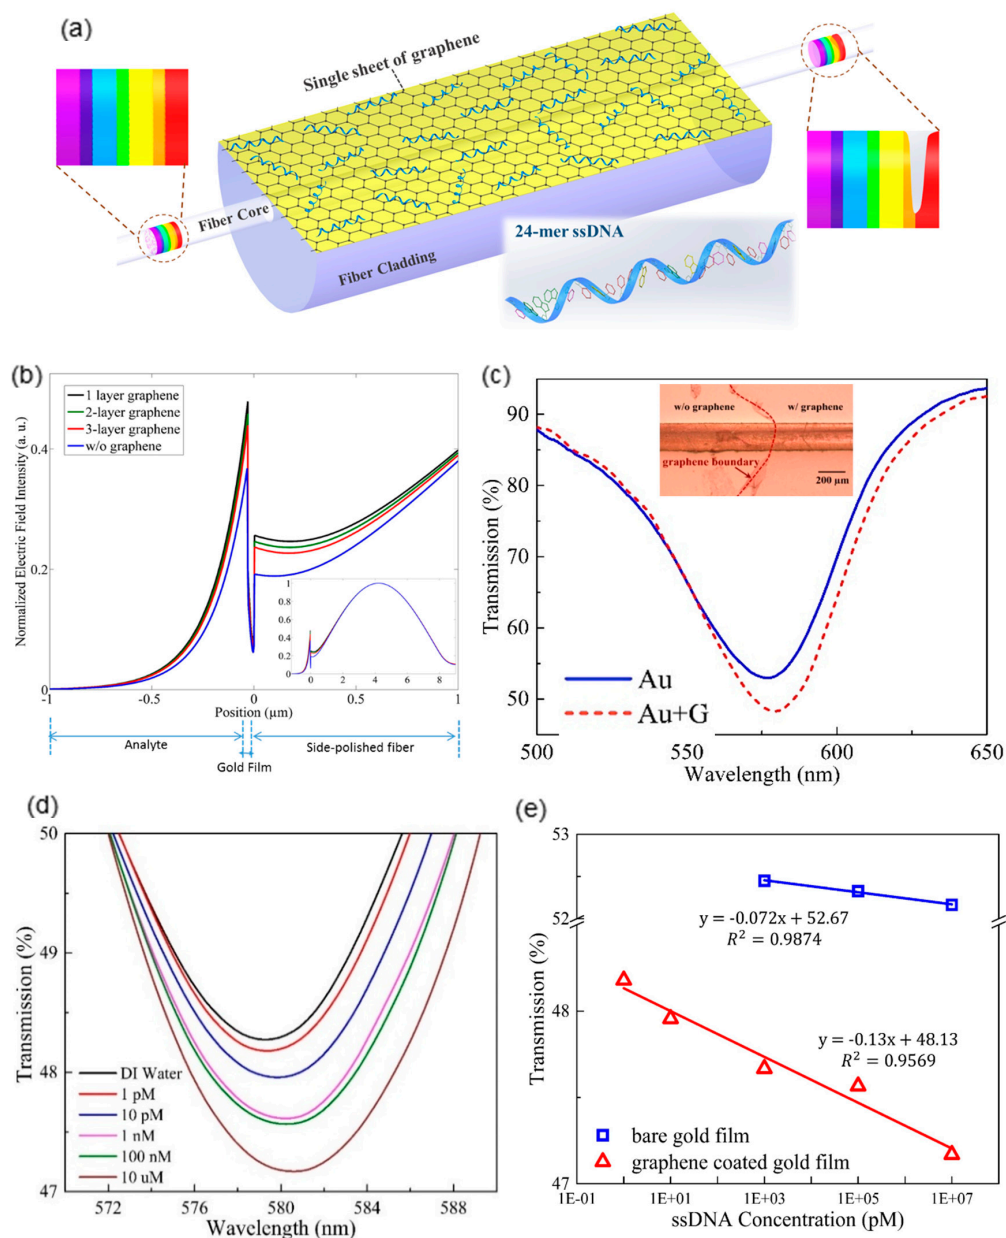 (a)
Single sheet of graphene
Fiber Core
Fiber Cladding
24-mer ssDNA
(b)
1 layer graphene
2-layer graphene
3-layer graphene
w/o graphene
Normalized Electric Field Intensity (a. u.)
0.4
0.2
0
-1
-0.5
0
0.5
1
Position (µm)
1
0.8
0.6
0.4
0.2
0
0
2
4
6
8
Analyte
Gold Film
Side-polished fiber
(c)
Transmission (%)
90
80
70
60
50
w/o graphene
w/ graphene
graphene boundary
200 µm
Au
Au+G
500
550
600
650
Wavelength (nm)
(d)
Transmission (%)
50
49
48
47
DI Water
1 pM
10 pM
1 nM
100 nM
10 uM
572
576
580
584
588
Wavelength (nm)
(e)
Transmission (%)
53
52
48
47
y = -0.072x + 52.67
R² = 0.9874
y = -0.13x + 48.13
R² = 0.9569
bare gold film
graphene coated gold film
1E-01
1E+01
1E+03
1E+05
1E+07
ssDNA Concentration (pM)